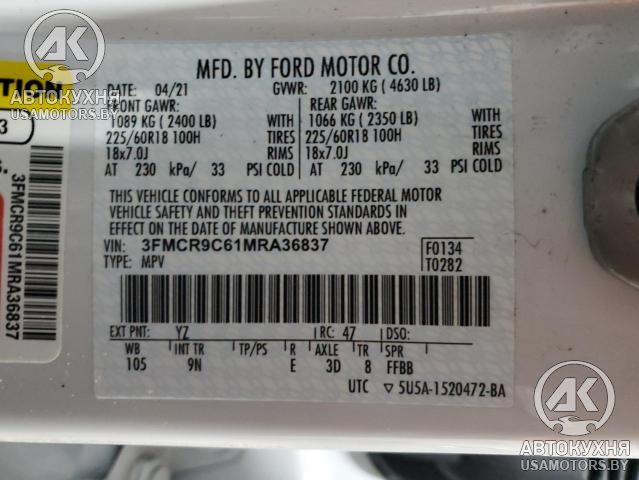 MFD. BY FORD MOTOR CO.
DATE: 04/21 GVWR: 2100 KG ( 4630 LB)
FRONT GAWR: REAR GAWR:
1089 KG ( 2400 LB) WITH 1066 KG ( 2350 LB) WITH
225/60R18 100H TIRES 225/60R18 100H TIRES
18x7.0J RIMS 18x7.0J RIMS
AT 230 kPa/ 33 PSI COLD AT 230 kPa/ 33 PSI COLD
THIS VEHICLE CONFORMS TO ALL APPLICABLE FEDERAL MOTOR
VEHICLE SAFETY AND THEFT PREVENTION STANDARDS IN
EFFECT ON THE DATE OF MANUFACTURE SHOWN ABOVE.
VIN: 3FMCR9C61MRA36837 F0134
TYPE: MPV T0282
EXT PNT: YZ RC: 47 DSO:
WB INT TR TP/PS R AXLE TR SPR
105 9N E 3D 8 FFBB
UTC ▽ 5U5A-1520472-BA
3FMCR9C61MRA36837
3
AK
АВТОКУХНЯ
USAMOTORS.BY
AK
АВТОКУХНЯ
USAMOTORS.BY